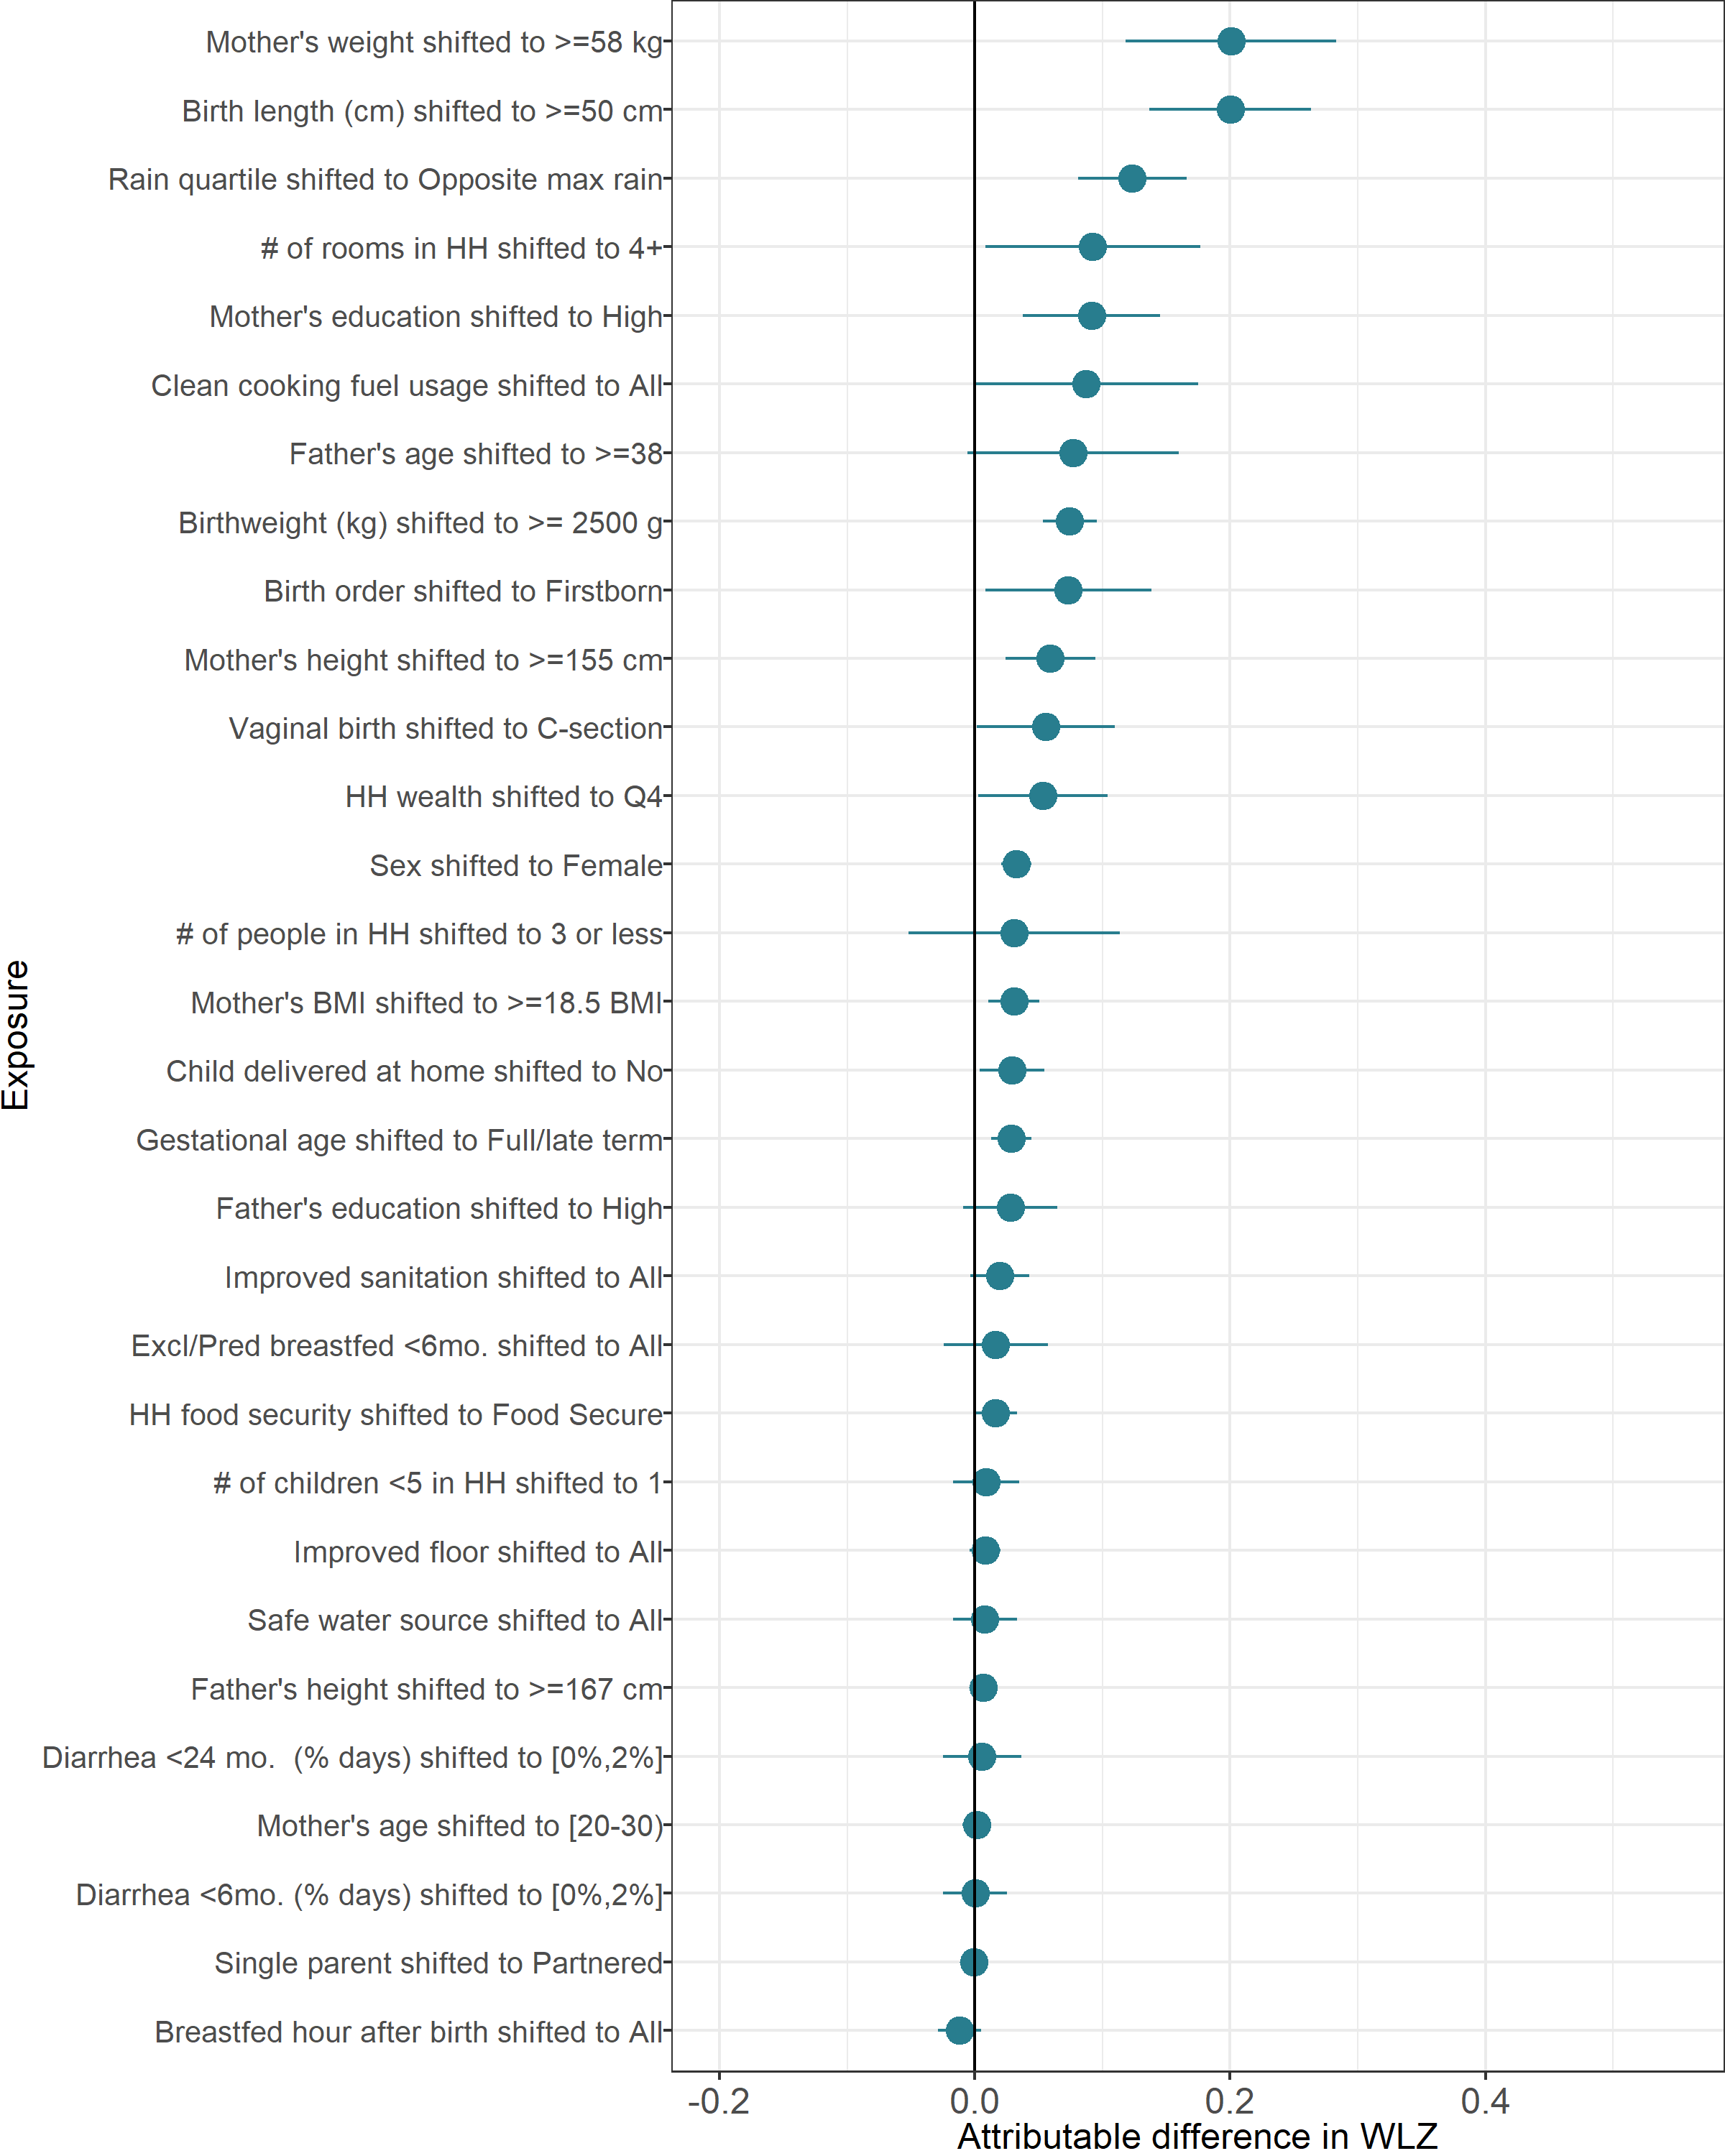 Mother's weight shifted to >=58 kg
Birth length (cm) shifted to >=50 cm
Rain quartile shifted to Opposite max rain
# of rooms in HH shifted to 4+
Mother's education shifted to High
Clean cooking fuel usage shifted to All
Father's age shifted to >=38
Birthweight (kg) shifted to >= 2500 g
Birth order shifted to Firstborn
Mother's height shifted to >=155 cm
Vaginal birth shifted to C-section
HH wealth shifted to Q4
Sex shifted to Female
# of people in HH shifted to 3 or less
Mother's BMI shifted to >=18.5 BMI
Child delivered at home shifted to No
Gestational age shifted to Full/late term
Father's education shifted to High
Improved sanitation shifted to All
Excl/Pred breastfed <6mo. shifted to All
HH food security shifted to Food Secure
# of children <5 in HH shifted to 1
Improved floor shifted to All
Safe water source shifted to All
Father's height shifted to >=167 cm
Diarrhea <24 mo.  (% days) shifted to [0%,2%]
Mother's age shifted to [20-30)
Diarrhea <6mo. (% days) shifted to [0%,2%]
Single parent shifted to Partnered
Breastfed hour after birth shifted to All
Exposure
-0.2 0.0 0.2 0.4
Attributable difference in WLZ